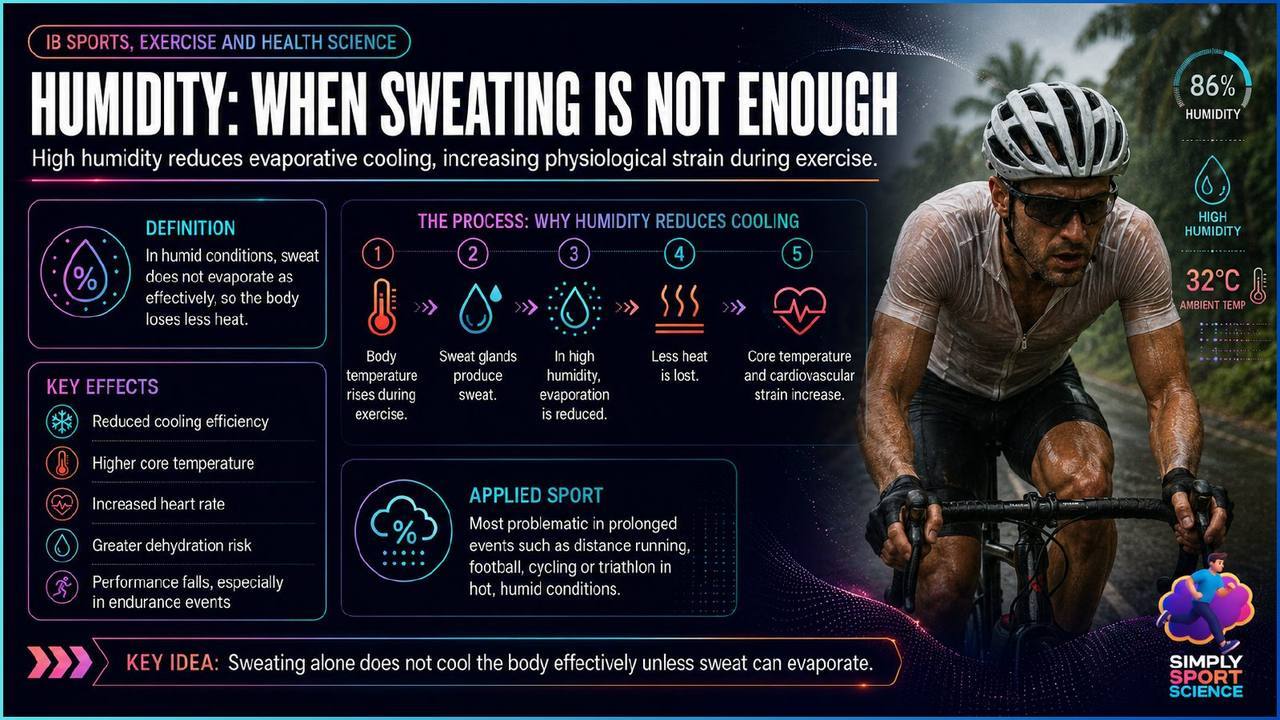 IB SPORTS, EXERCISE AND HEALTH SCIENCE
HUMIDITY: WHEN SWEATING IS NOT ENOUGH
High humidity reduces evaporative cooling, increasing physiological strain during exercise.
DEFINITION
%
In humid conditions, sweat
does not evaporate as
effectively, so the body
loses less heat.
KEY EFFECTS
Reduced cooling efficiency
Higher core temperature
Increased heart rate
Greater dehydration risk
Performance falls, especially
in endurance events
THE PROCESS: WHY HUMIDITY REDUCES COOLING
1
Body
temperature
rises during
exercise.
2
Sweat glands
produce
sweat.
3
In high
humidity,
evaporation
is reduced.
4
Less heat
is lost.
5
Core temperature
and cardiovascular
strain increase.
%
APPLIED SPORT
Most problematic in prolonged
events such as distance running,
football, cycling or triathlon in
hot, humid conditions.
86%
HUMIDITY
HIGH
HUMIDITY
32°C
AMBIENT TEMP
KEY IDEA: Sweating alone does not cool the body effectively unless sweat can evaporate.
SIMPLY
SPORT
SCIENCE